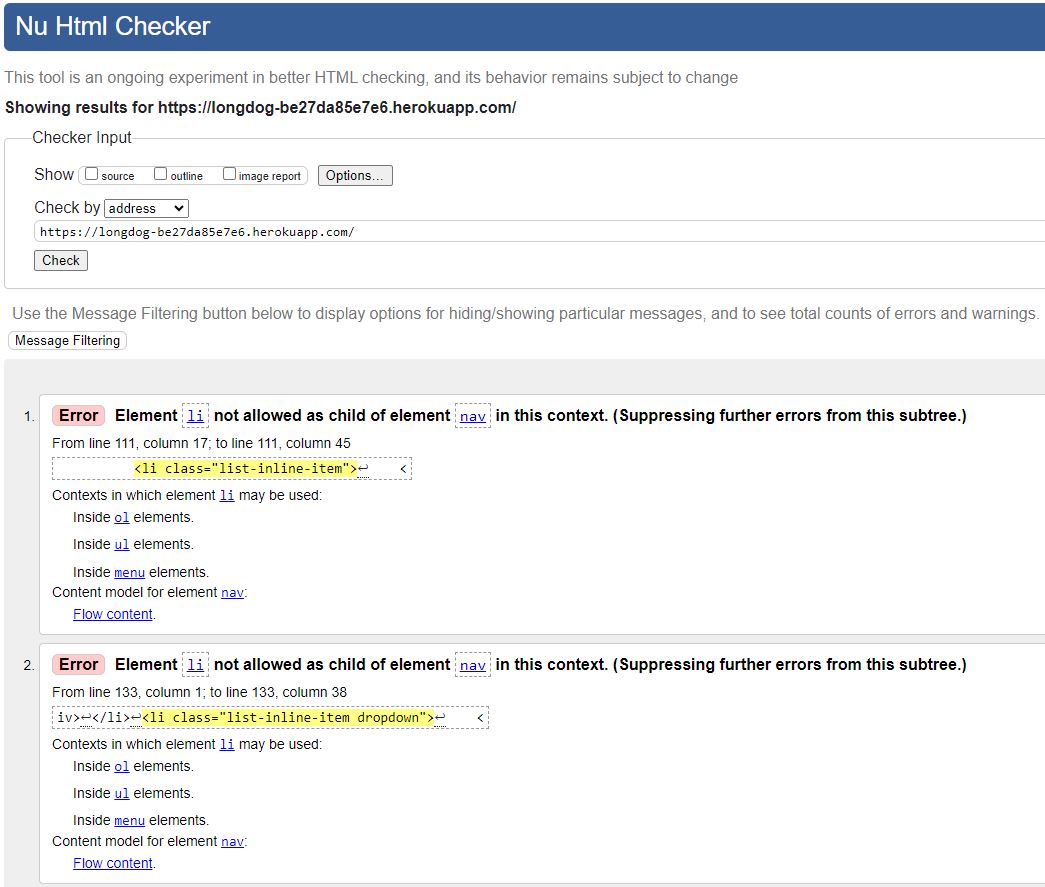 Nu Html Checker
This tool is an ongoing experiment in better HTML checking, and its behavior remains subject to change
Showing results for https://longdog-be27da85e7e6.herokuapp.com/
Checker Input
Show source outline image report Options...
Check by address
https://longdog-be27da85e7e6.herokuapp.com/
Check
Use the Message Filtering button below to display options for hiding/showing particular messages, and to see total counts of errors and warnings.
Message Filtering
1. Error Element li not allowed as child of element nav in this context. (Suppressing further errors from this subtree.)
From line 111, column 17; to line 111, column 45
<li class="list-inline-item">↩ <
Contexts in which element li may be used:
Inside ol elements.
Inside ul elements.
Inside menu elements.
Content model for element nav:
Flow content.
2. Error Element li not allowed as child of element nav in this context. (Suppressing further errors from this subtree.)
From line 133, column 1; to line 133, column 38
iv>↩</li>↩<li class="list-inline-item dropdown">↩ <
Contexts in which element li may be used:
Inside ol elements.
Inside ul elements.
Inside menu elements.
Content model for element nav:
Flow content.